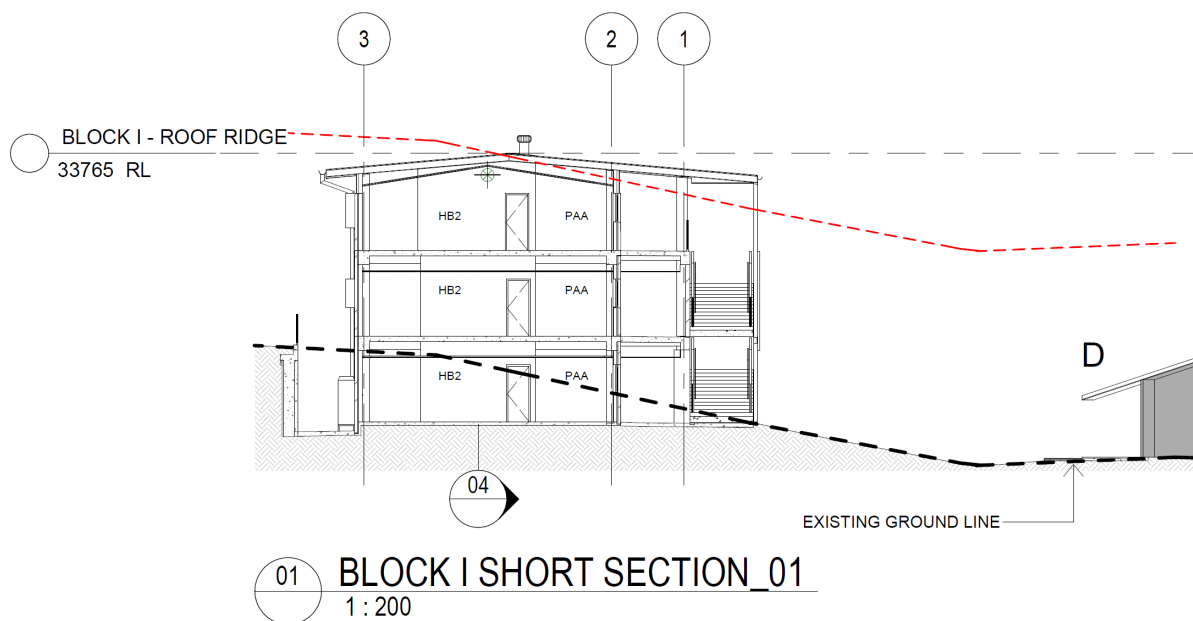 3
2
1
BLOCK I - ROOF RIDGE
33765 RL
HB2
PAA
HB2
PAA
HB2
PAA
D
04
EXISTING GROUND LINE
01
BLOCK I SHORT SECTION_01
1 : 200